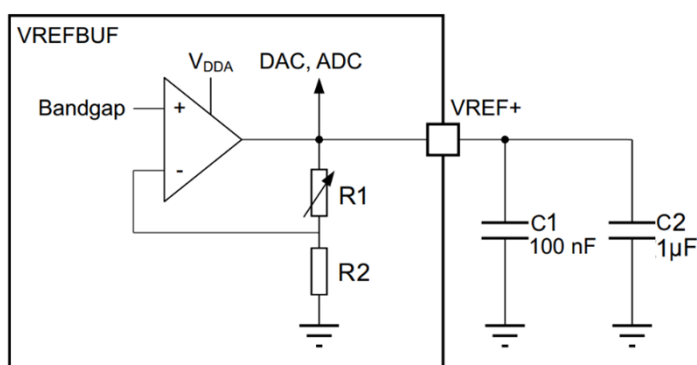 VREFBUF
VDDA
DAC, ADC
Bandgap
+
-
VREF+
R1
R2
C1
100 nF
C2
1µF